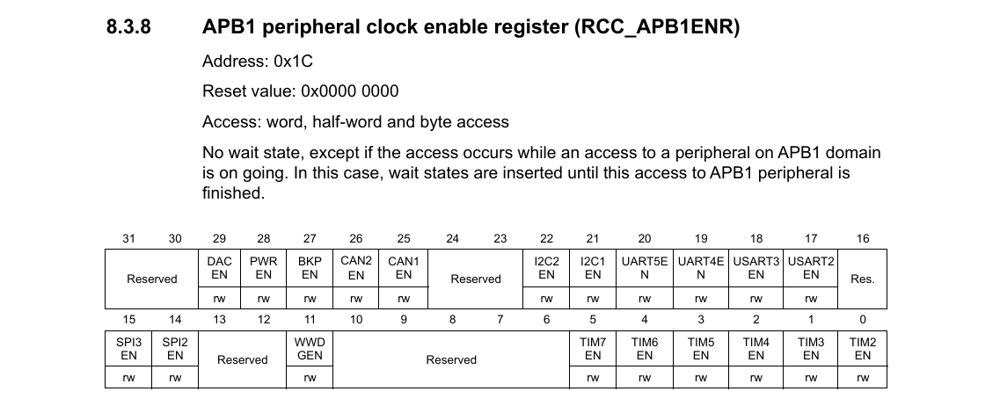 8.3.8 APB1 peripheral clock enable register (RCC_APB1ENR)
Address: 0x1C
Reset value: 0x0000 0000
Access: word, half-word and byte access
No wait state, except if the access occurs while an access to a peripheral on APB1 domain
is on going. In this case, wait states are inserted until this access to APB1 peripheral is
finished.
31 30 29 28 27 26 25 24 23 22 21 20 19 18 17 16
Reserved DAC EN PWR EN BKP EN CAN2 EN CAN1 EN Reserved I2C2 EN I2C1 EN UART5E N UART4E N USART3 EN USART2 EN Res.
rw rw rw rw rw rw rw rw rw rw rw
15 14 13 12 11 10 9 8 7 6 5 4 3 2 1 0
SPI3 EN SPI2 EN Reserved WWD GEN Reserved TIM7 EN TIM6 EN TIM5 EN TIM4 EN TIM3 EN TIM2 EN
rw rw rw rw rw rw rw rw rw